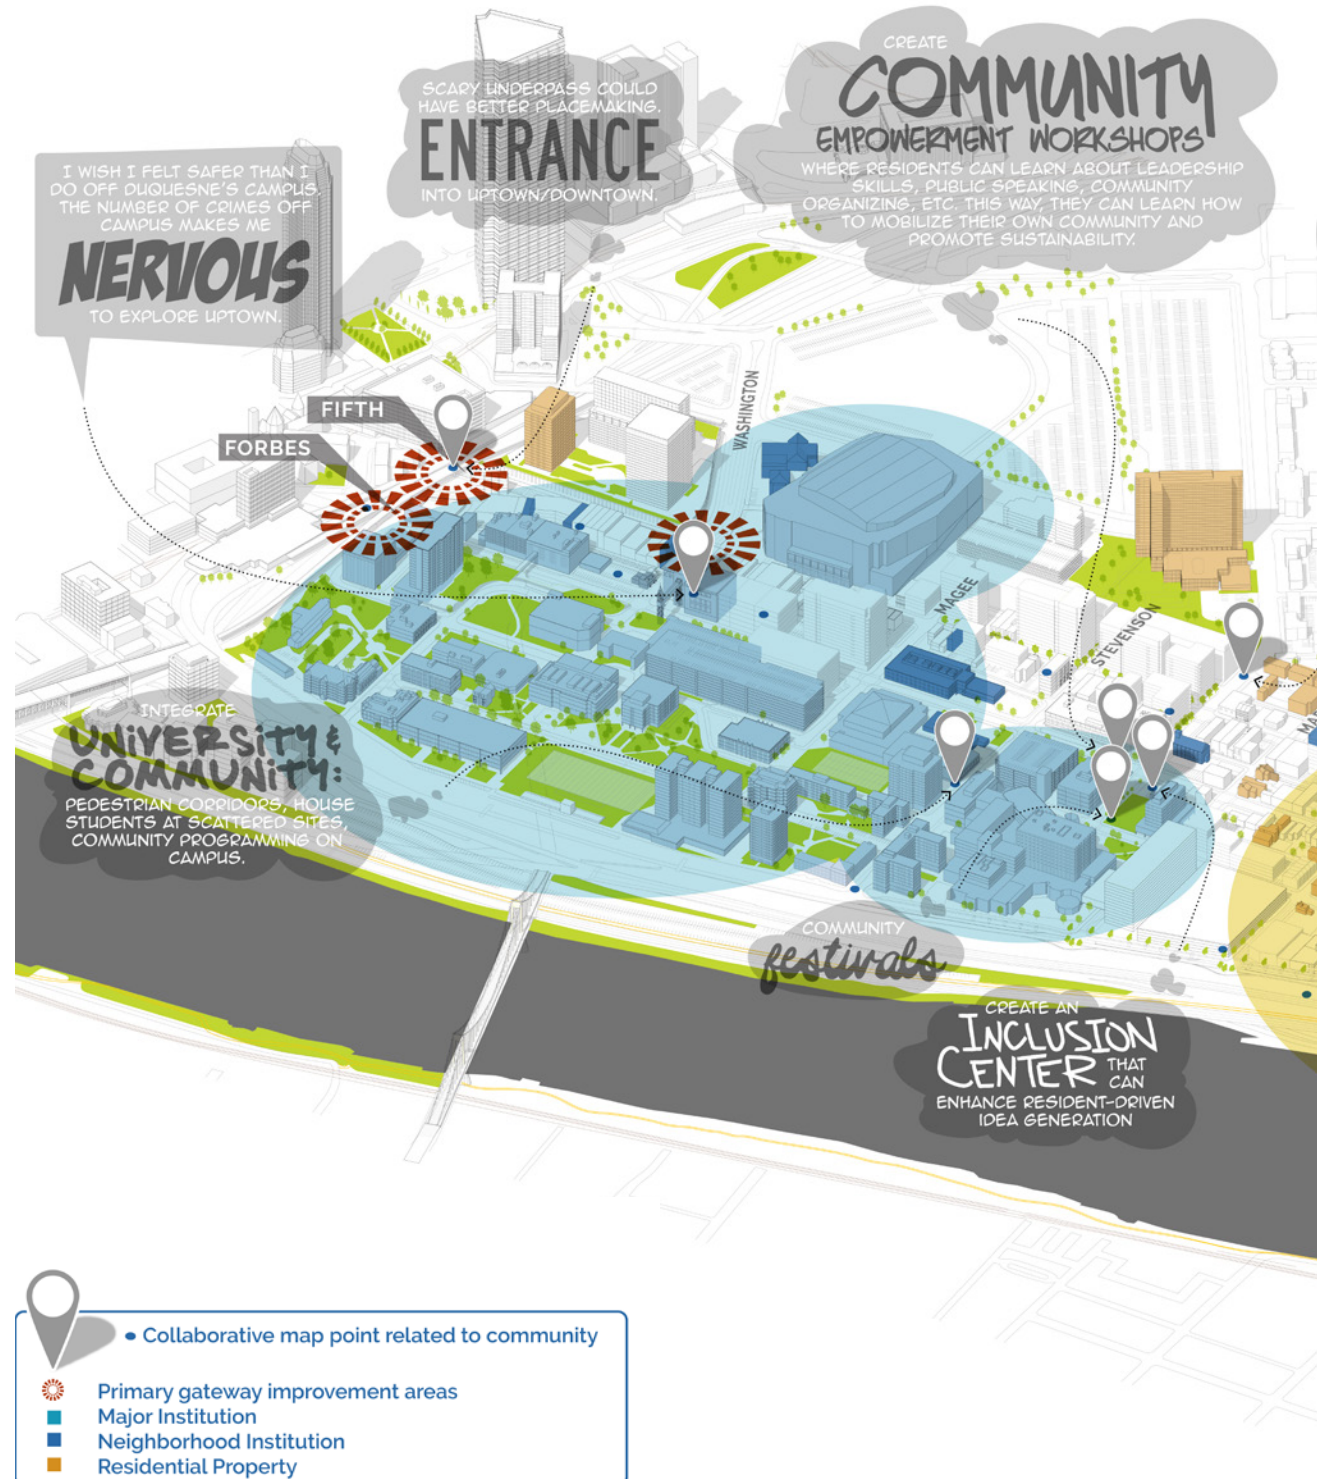 CREATE
COMMUNITY
EMPOWERMENT WORKSHOPS
WHERE RESIDENTS CAN LEARN ABOUT LEADERSHIP
SKILLS, PUBLIC SPEAKING, COMMUNITY
ORGANIZING, ETC. THIS WAY, THEY CAN LEARN HOW
TO MOBILIZE THEIR OWN COMMUNITY AND
PROMOTE SUSTAINABILITY.
SCARY UNDERPASS COULD
HAVE BETTER PLACEMAKING.
ENTRANCE
INTO UPTOWN/DOWNTOWN.
I WISH I FELT SAFER THAN I
DO OFF DUQUESNE'S CAMPUS.
THE NUMBER OF CRIMES OFF
CAMPUS MAKES ME
NERVOUS
TO EXPLORE UPTOWN.
WASHINGTON
FIFTH
FORBES
MAGEE
STEVENSON
INTEGRATE
UNIVERSITY &
COMMUNITY:
PEDESTRIAN CORRIDORS, HOUSE
STUDENTS AT SCATTERED SITES,
COMMUNITY PROGRAMMING ON
CAMPUS.
COMMUNITY
festivals
CREATE AN
INCLUSION
CENTER THAT
CAN
ENHANCE RESIDENT-DRIVEN
IDEA GENERATION
Collaborative map point related to community
Primary gateway improvement areas
Major Institution
Neighborhood Institution
Residential Property